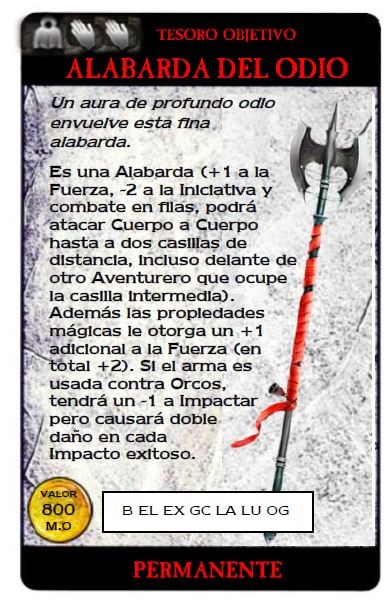 TESORO OBJETIVO
ALABARDA DEL ODIO
Un aura de profundo odio
envuelve esta fina
alabarda.
Es una Alabarda (+1 a la
Fuerza, -2 a la Iniciativa y
combate en filas, podrá
atacar Cuerpo a Cuerpo
hasta a dos casillas de
distancia, incluso delante de
otro Aventurero que ocupe
la casilla intermedia).
Además las propiedades
mágicas le otorga un +1
adicional a la Fuerza (en
total +2). Si el arma es
usada contra Orcos,
tendrá un -1 a Impactar
pero causará doble
daño en cada
Impacto exitoso.
VALOR
800
M.O
B EL EX GC LA LU OG
PERMANENTE